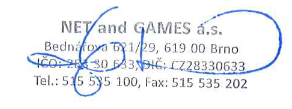 NET and GAMES a.s.
Bednářova 621/29, 619 00 Brno
IČO: 283 30 633, DIČ: CZ28330633
Tel.: 515 535 100, Fax: 515 535 202